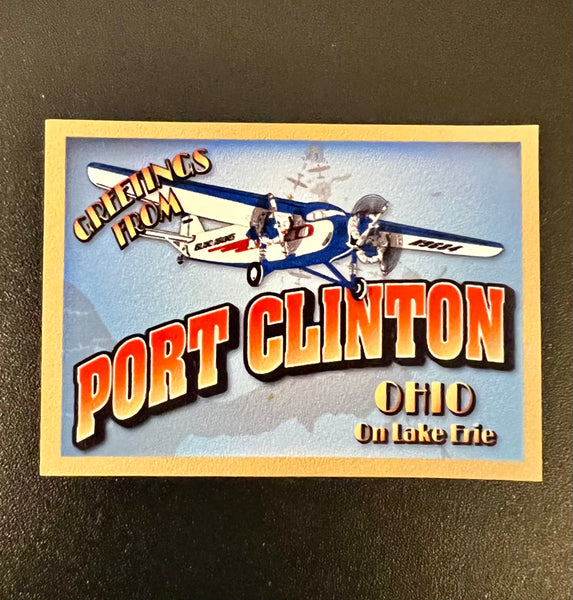 GREETINGS
FROM
PORT CLINTON
OHIO
On Lake Erie